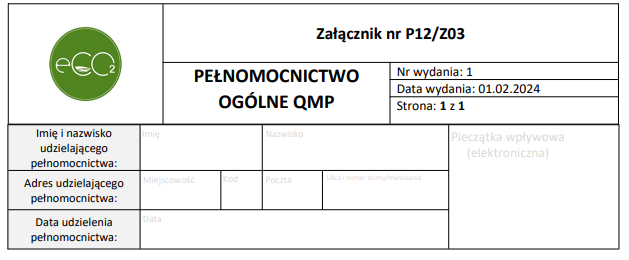 eCO2
Załącznik nr P12/Z03
PEŁNOMOCNICTWO
OGÓLNE QMP
Nr wydania: 1
Data wydania: 01.02.2024
Strona: 1 z 1
Imię i nazwisko
udzielającego
pełnomocnictwa:
Imię
Nazwisko
Pieczątka wpływowa
(elektroniczna)
Adres udzielającego
pełnomocnictwa:
Miejscowość
Kod
Poczta
Ulica i numer domu/mieszkania
Data udzielenia
pełnomocnictwa:
Data